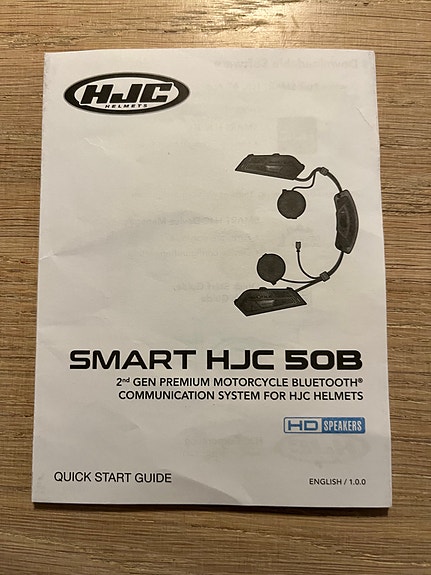 HJC
HELMETS
SMART HJC 50B
2nd GEN PREMIUM MOTORCYCLE BLUETOOTH®
COMMUNICATION SYSTEM FOR HJC HELMETS
HD SPEAKERS
QUICK START GUIDE
ENGLISH / 1.0.0